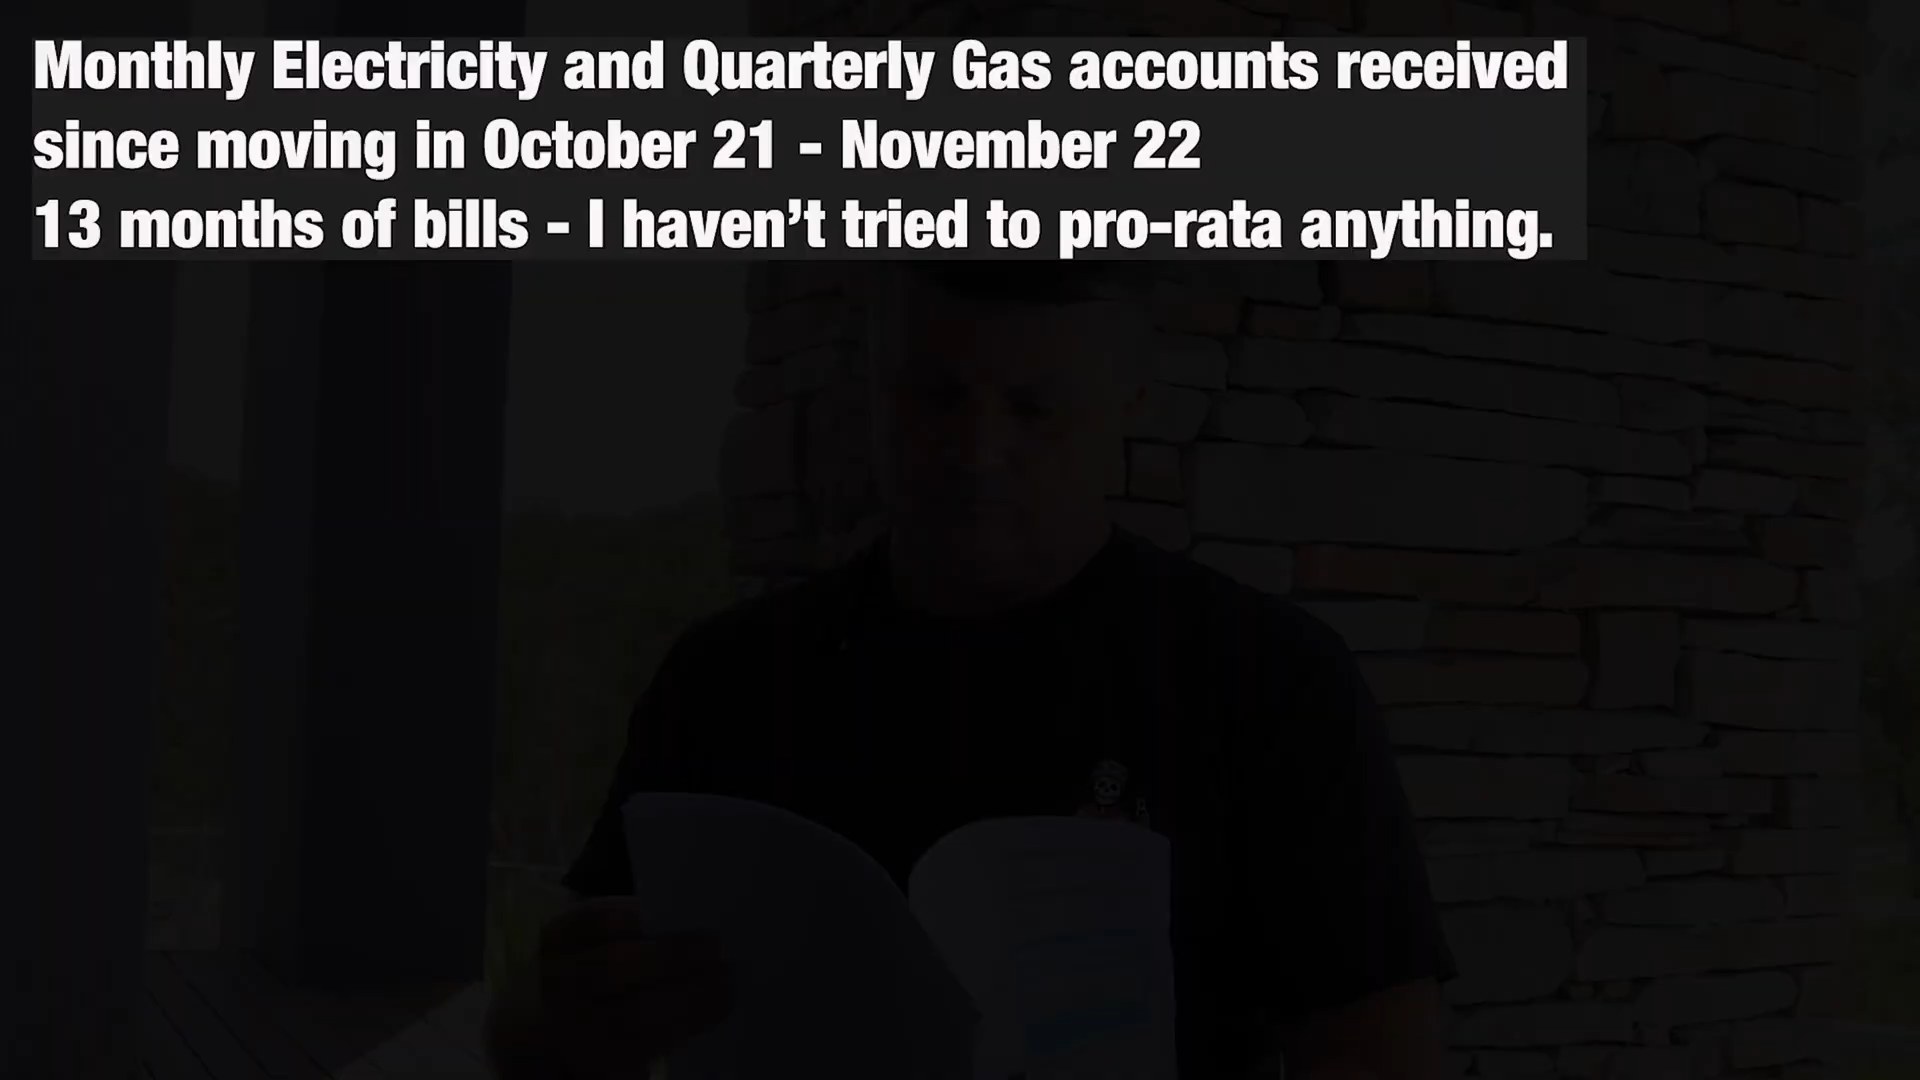 Monthly Electricity and Quarterly Gas accounts received
since moving in October 21 - November 22
13 months of bills - I haven’t tried to pro-rata anything.